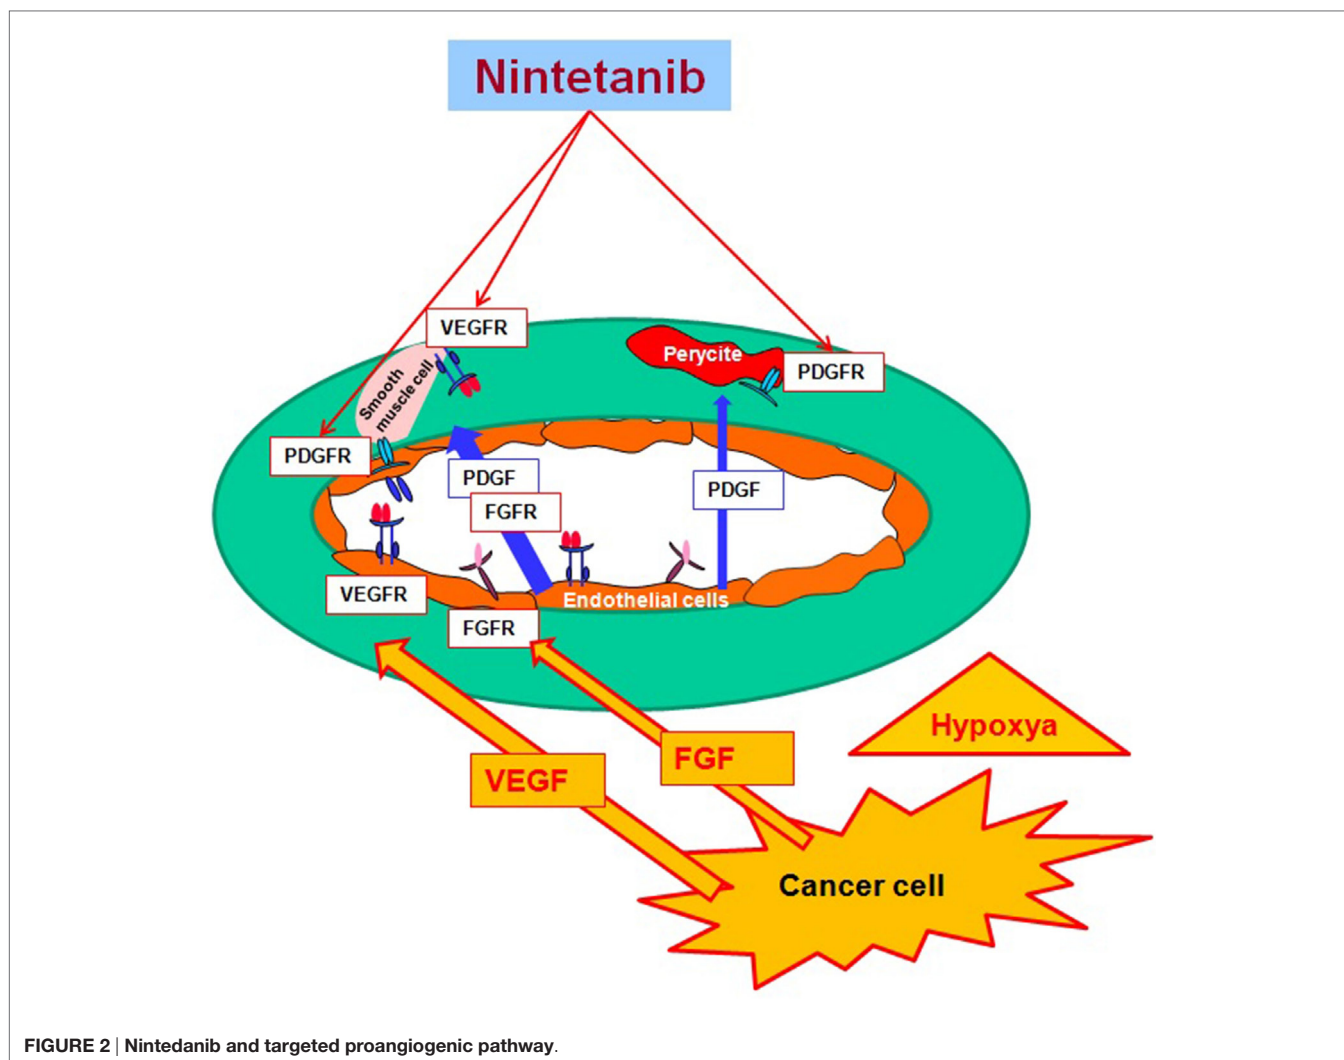 Nintetanib
VEGFR
Perycite
PDGFR
Smooth
muscle cell
PDGFR
PDGF
PDGF
FGFR
VEGFR
Endothelial cells
FGFR
Hypoxya
FGF
VEGF
Cancer cell
FIGURE 2 | Nintedanib and targeted proangiogenic pathway.